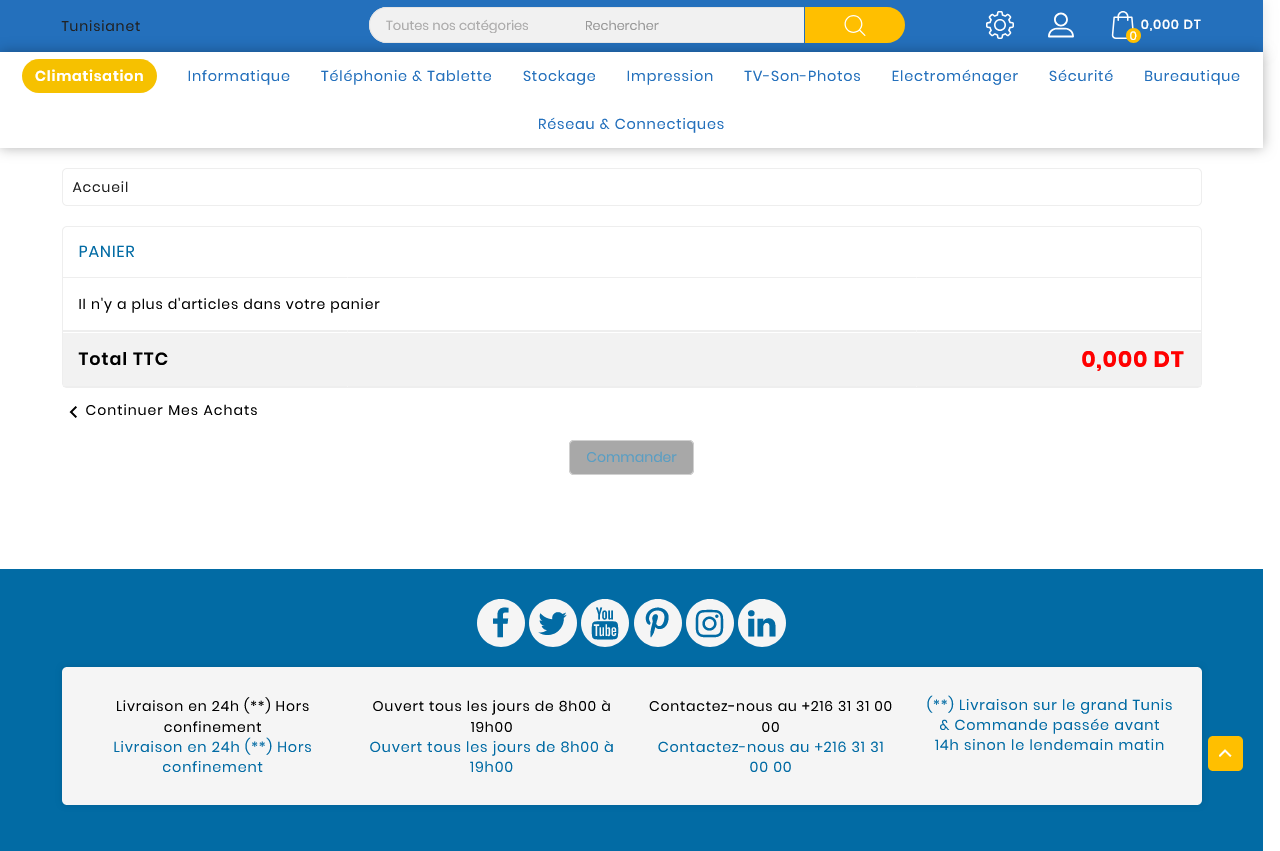 Tunisianet
Toutes nos catégories Rechercher
0 0,000 DT
Climatisation Informatique Téléphonie & Tablette Stockage Impression TV-Son-Photos Electroménager Sécurité Bureautique
Réseau & Connectiques
Accueil
PANIER
Il n'y a plus d'articles dans votre panier
Total TTC 0,000 DT
Continuer Mes Achats
Commander
You
Tube
Livraison en 24h (**) Hors
confinement
Livraison en 24h (**) Hors
confinement
Ouvert tous les jours de 8h00 à
19h00
Ouvert tous les jours de 8h00 à
19h00
Contactez-nous au +216 31 31 00
00
Contactez-nous au +216 31 31
00 00
(**) Livraison sur le grand Tunis
& Commande passée avant
14h sinon le lendemain matin